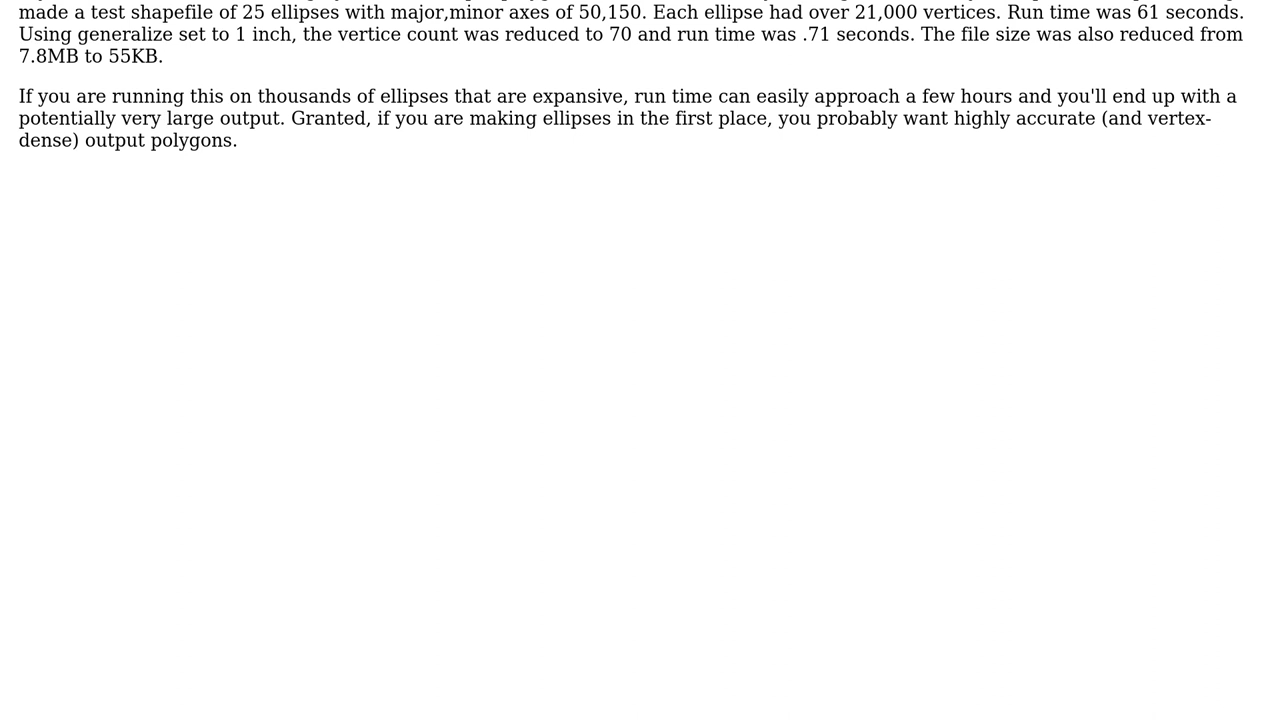 made a test shapefile of 25 ellipses with major,minor axes of 50,150. Each ellipse had over 21,000 vertices. Run time was 61 seconds.
Using generalize set to 1 inch, the vertice count was reduced to 70 and run time was .71 seconds. The file size was also reduced from
7.8MB to 55KB.
If you are running this on thousands of ellipses that are expansive, run time can easily approach a few hours and you'll end up with a
potentially very large output. Granted, if you are making ellipses in the first place, you probably want highly accurate (and vertex-
dense) output polygons.